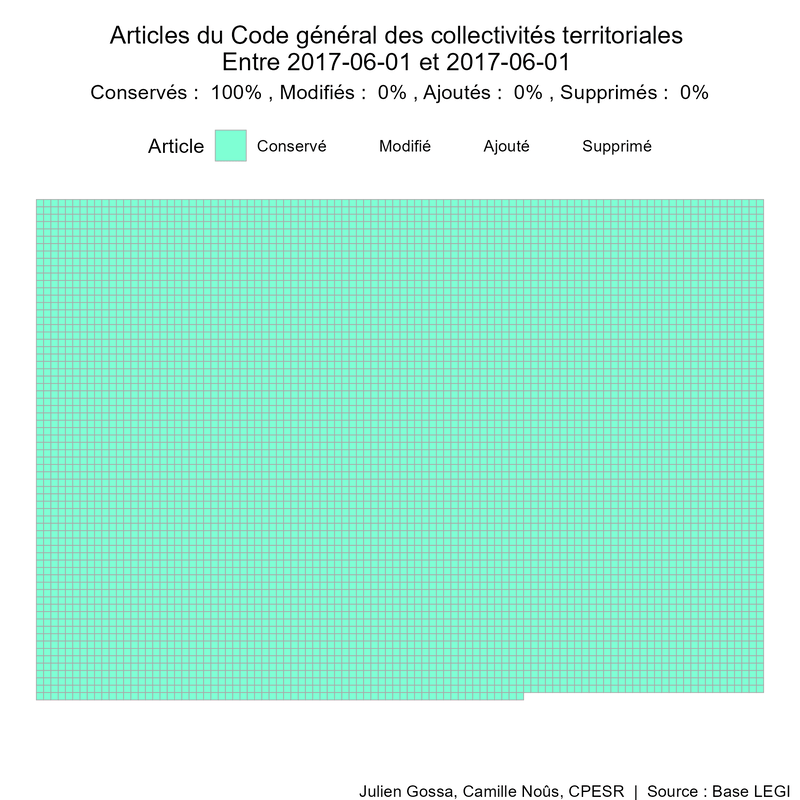 Articles du Code général des collectivités territoriales
Entre 2017-06-01 et 2017-06-01
Conservés :  100% , Modifiés :  0% , Ajoutés :  0% , Supprimés :  0%
Article Conservé Modifié Ajouté Supprimé
Julien Gossa, Camille Noûs, CPESR | Source : Base LEGI